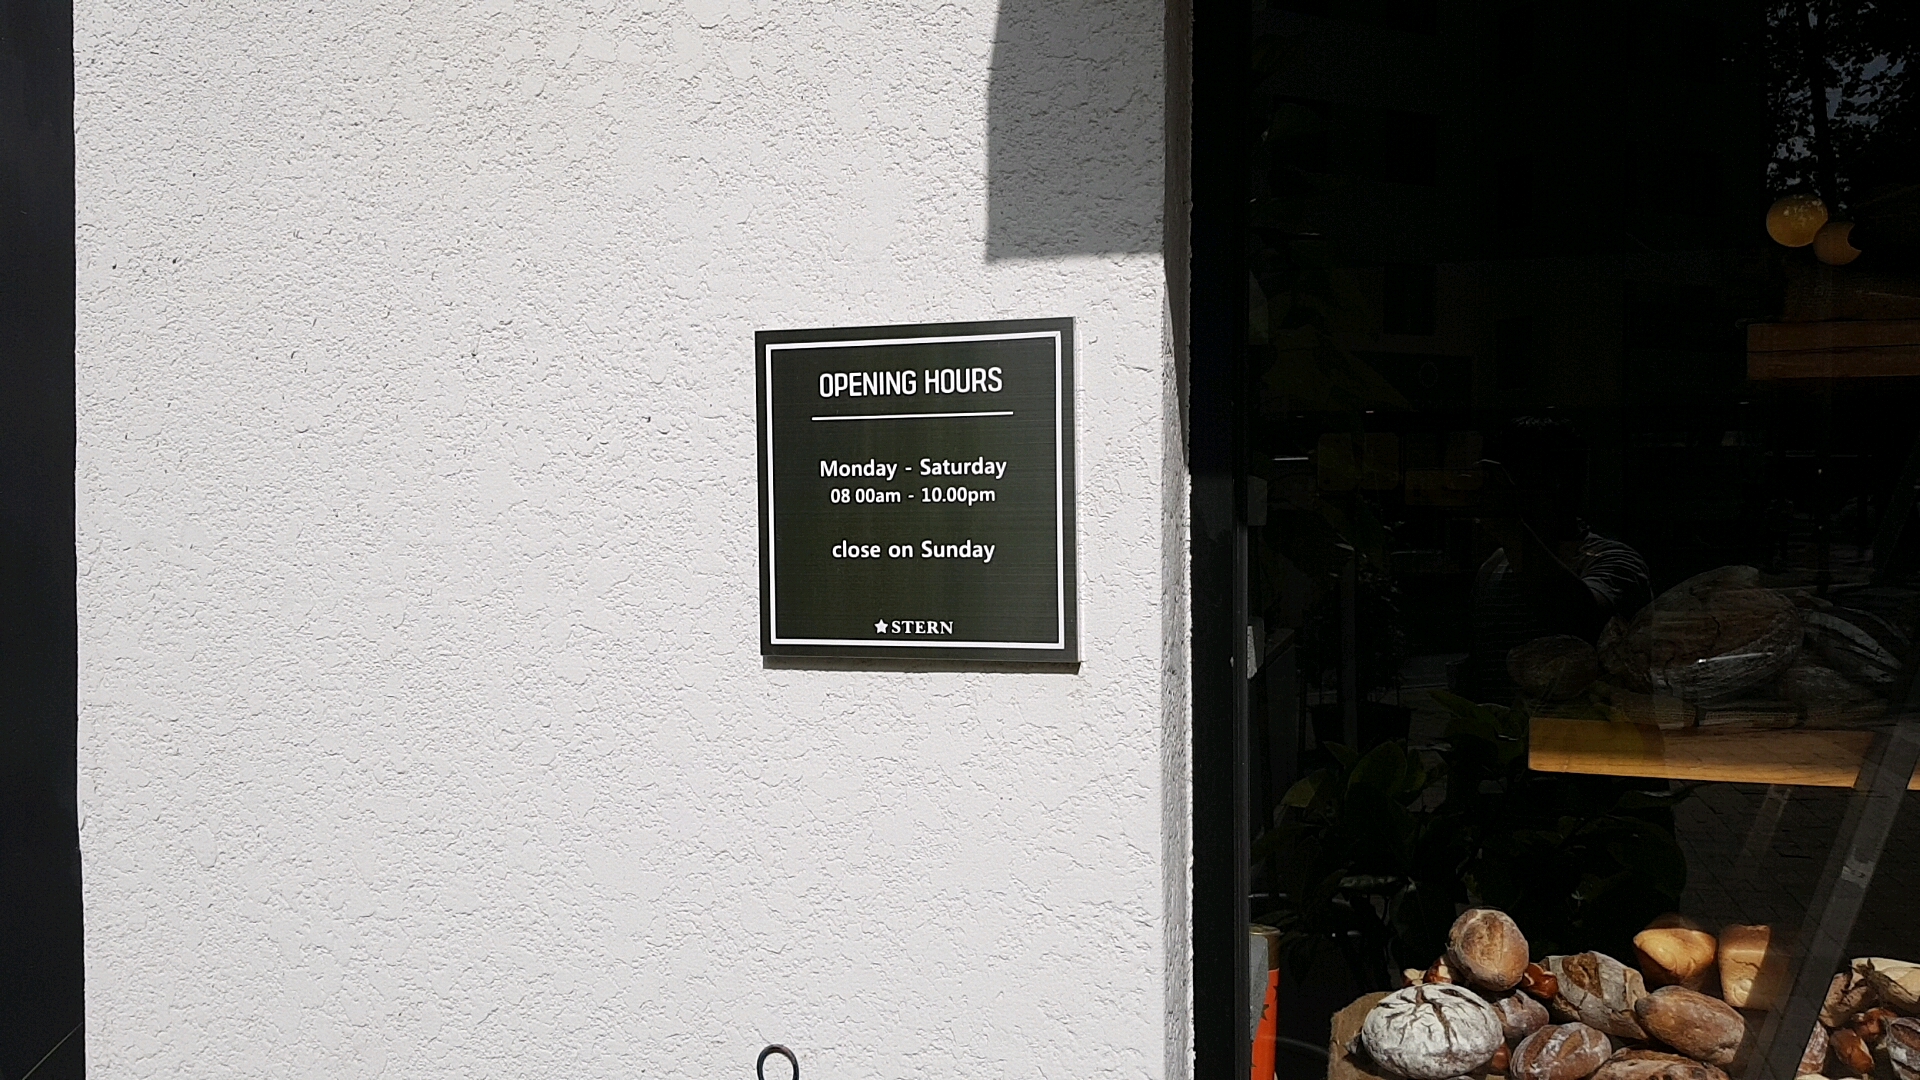 OPENING HOURS
Monday - Saturday
08 00am - 10.00pm
close on Sunday
STERN